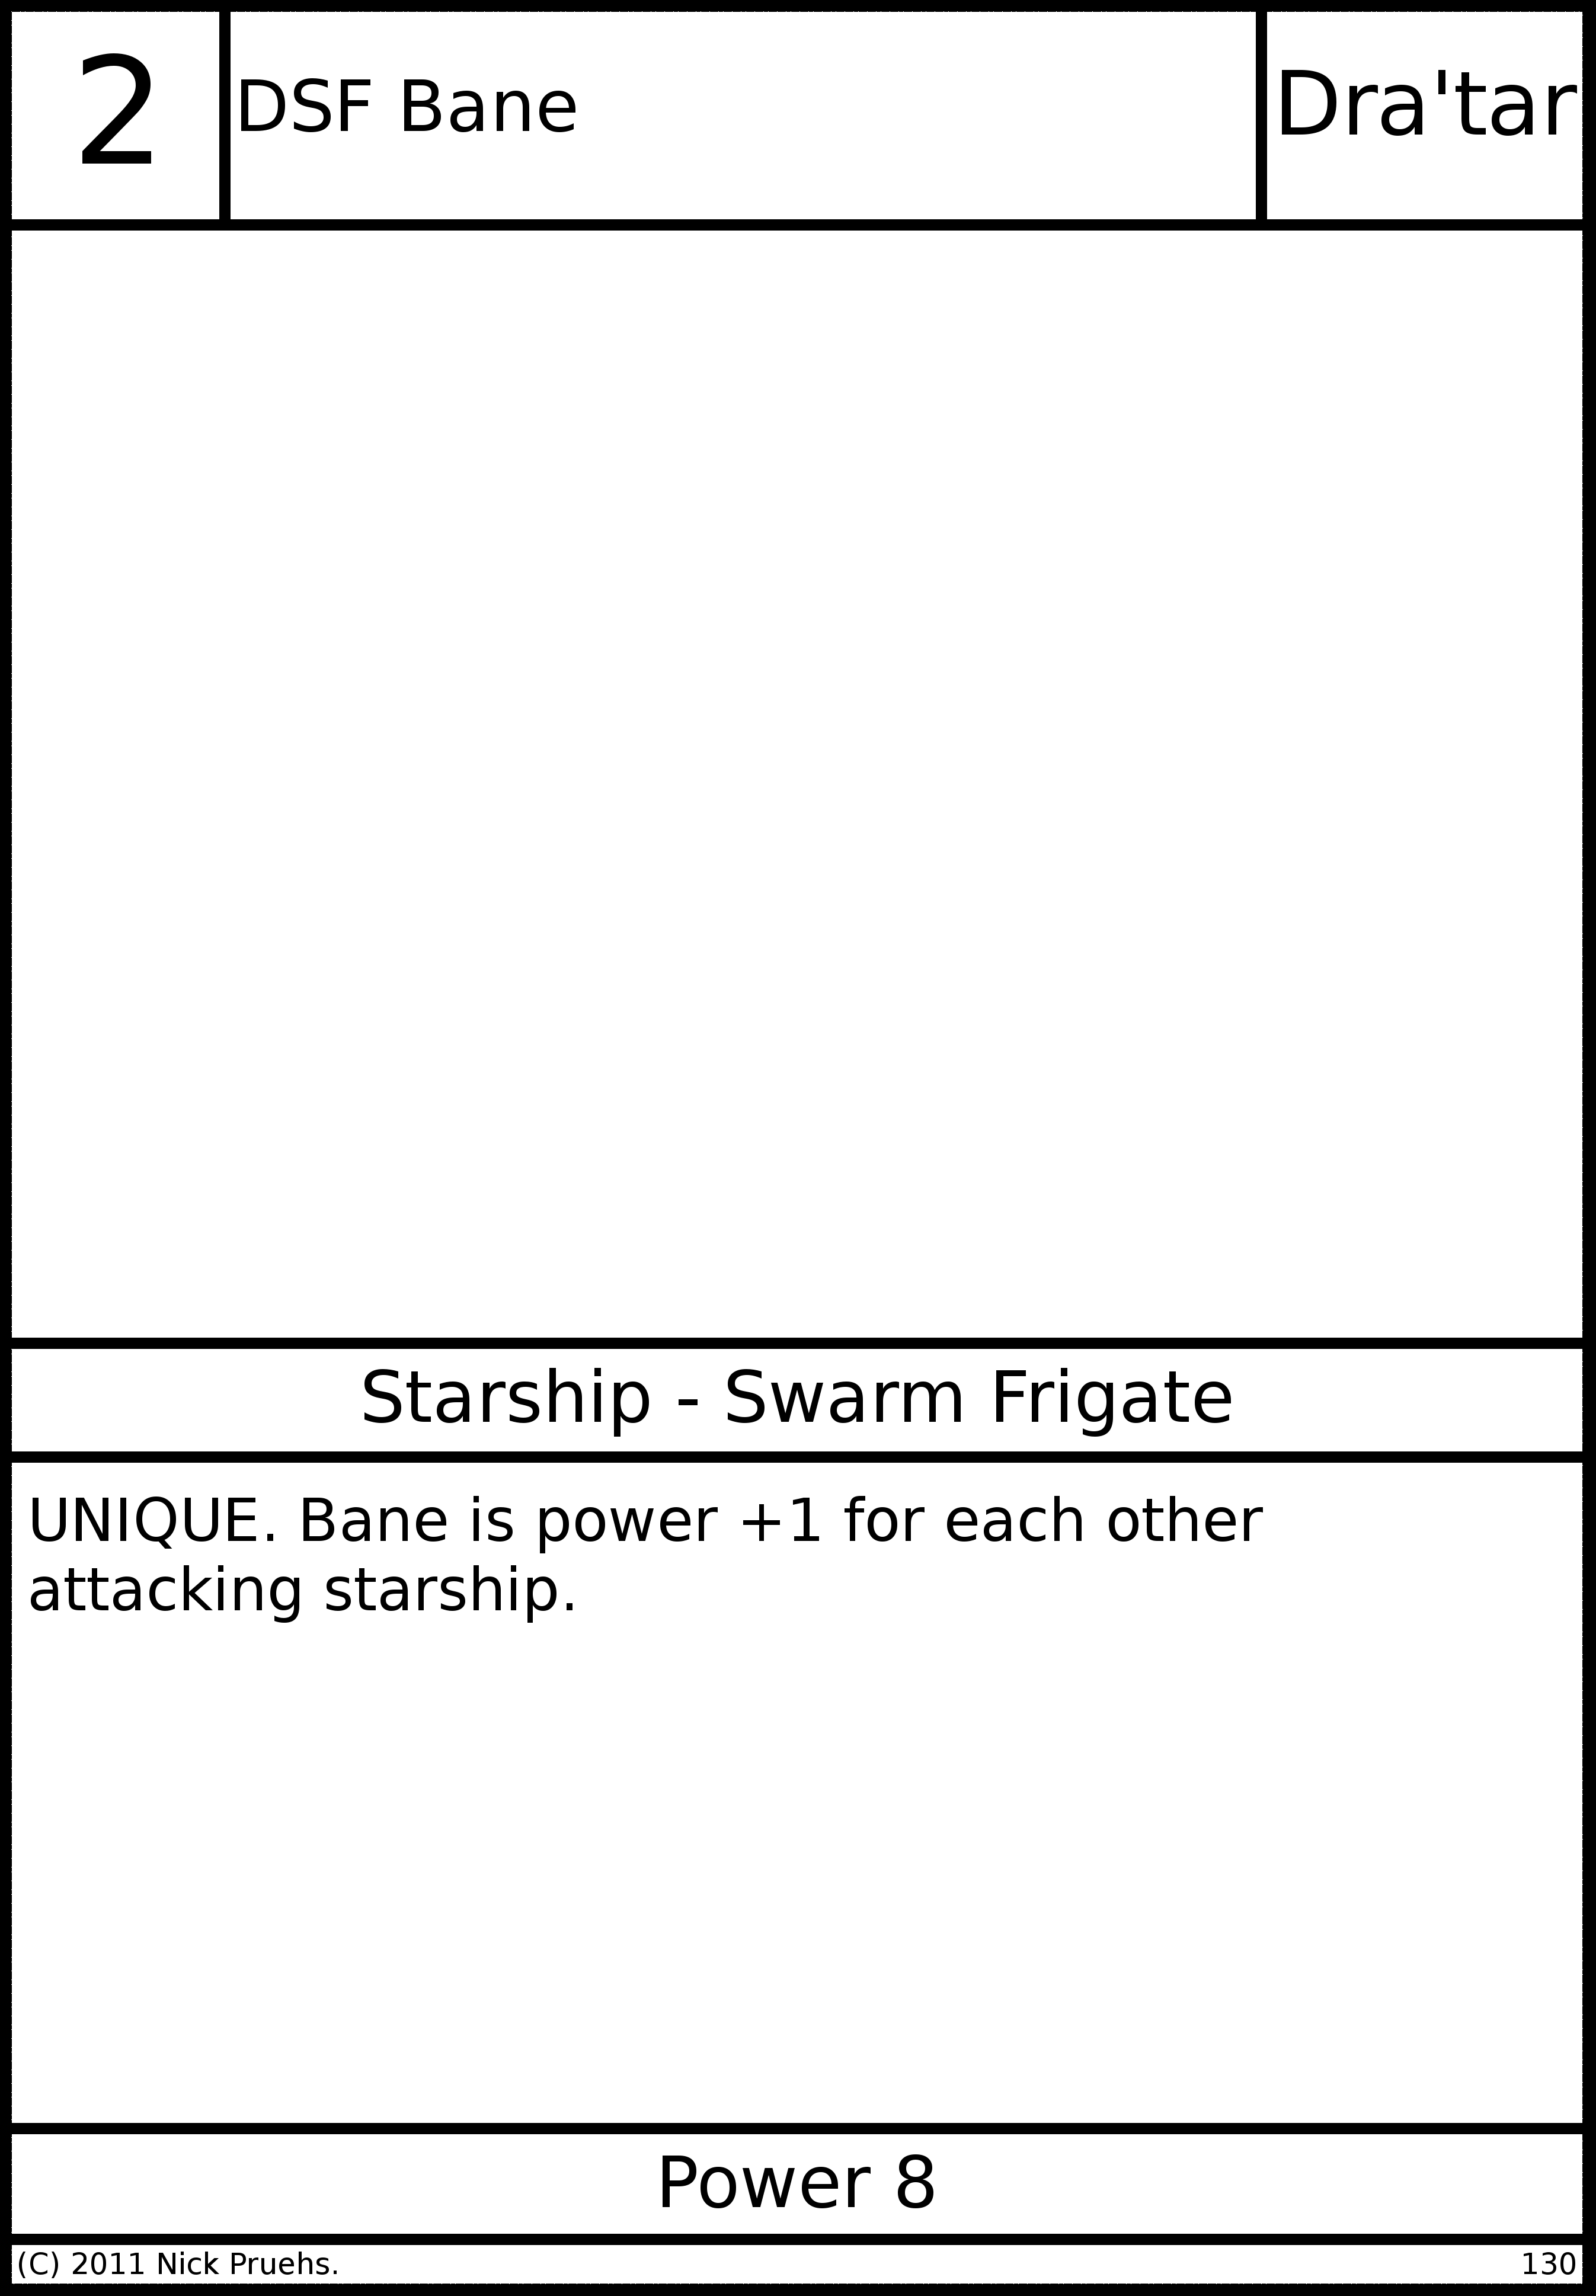 2
DSF Bane
Dra'tar
Starship - Swarm Frigate
UNIQUE. Bane is power +1 for each other
attacking starship.
Power 8
(C) 2011 Nick Pruehs.
130